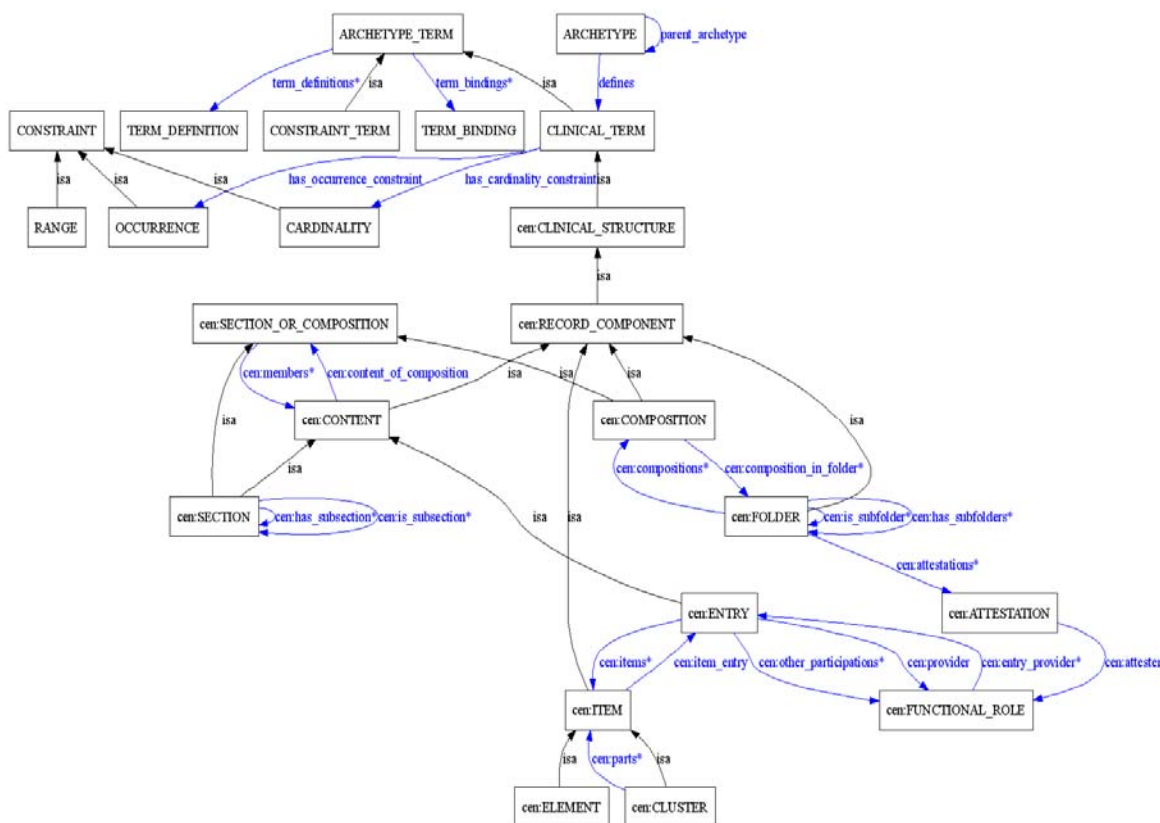 ARCHETYPE_TERM
ARCHETYPE
parent_archetype
term_definitions*
isa
term_bindings*
isa
defines
CONSTRAINT
TERM_DEFINITION
CONSTRAINT_TERM
TERM_BINDING
CLINICAL_TERM
isa
isa
isa
has_occurrence_constraint
has_cardinality_constraint
isa
RANGE
OCCURRENCE
CARDINALITY
cen:CLINICAL_STRUCTURE
isa
cen:SECTION_OR_COMPOSITION
cen:RECORD_COMPONENT
cen:members*
cen:content_of_composition
isa
isa
isa
isa
cen:CONTENT
cen:COMPOSITION
isa
isa
cen:compositions*
cen:composition_in_folder*
cen:SECTION
cen:has_subsection*
cen:is_subsection*
isa
isa
cen:FOLDER
cen:is_subfolder*
cen:has_subfolders*
cen:attestations*
cen:ENTRY
cen:ATTESTATION
cen:items*
cen:item_entry
cen:other_participations*
cen:provider
cen:entry_provider*
cen:attester
cen:ITEM
cen:FUNCTIONAL_ROLE
isa
cen:parts*
isa
cen:ELEMENT
cen:CLUSTER